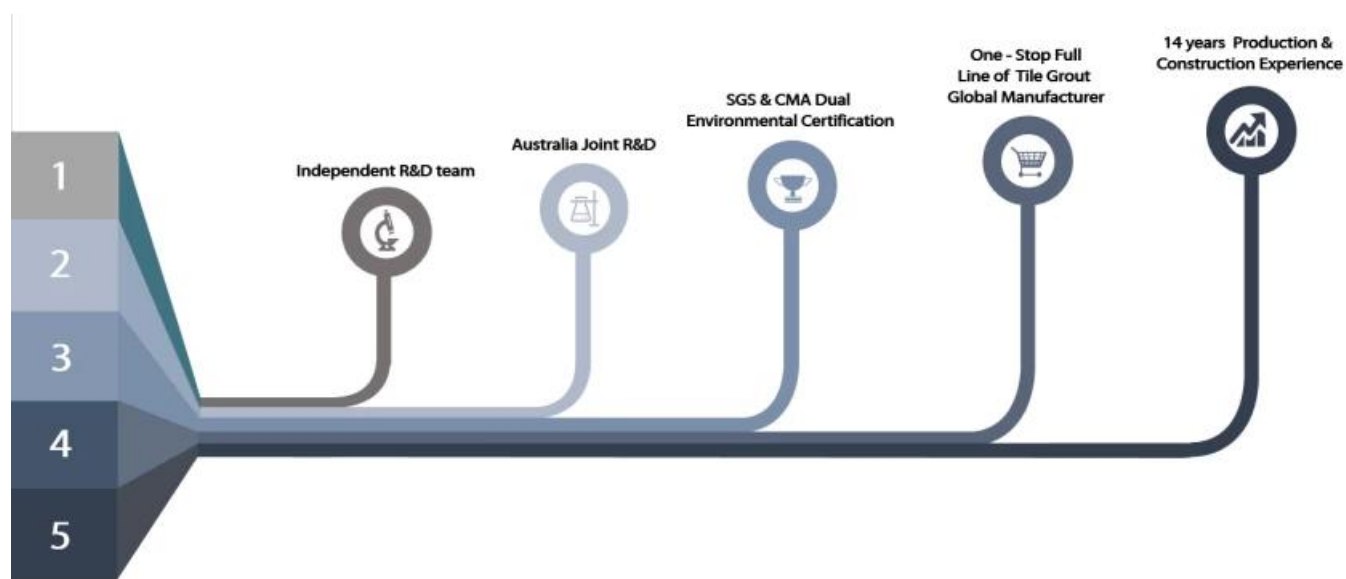 1
2
3
4
5
Independent R&D team
Australia Joint R&D
SGS & CMA Dual
Environmental Certification
One - Stop Full
Line of Tile Grout
Global Manufacturer
14 years Production &
Construction Experience